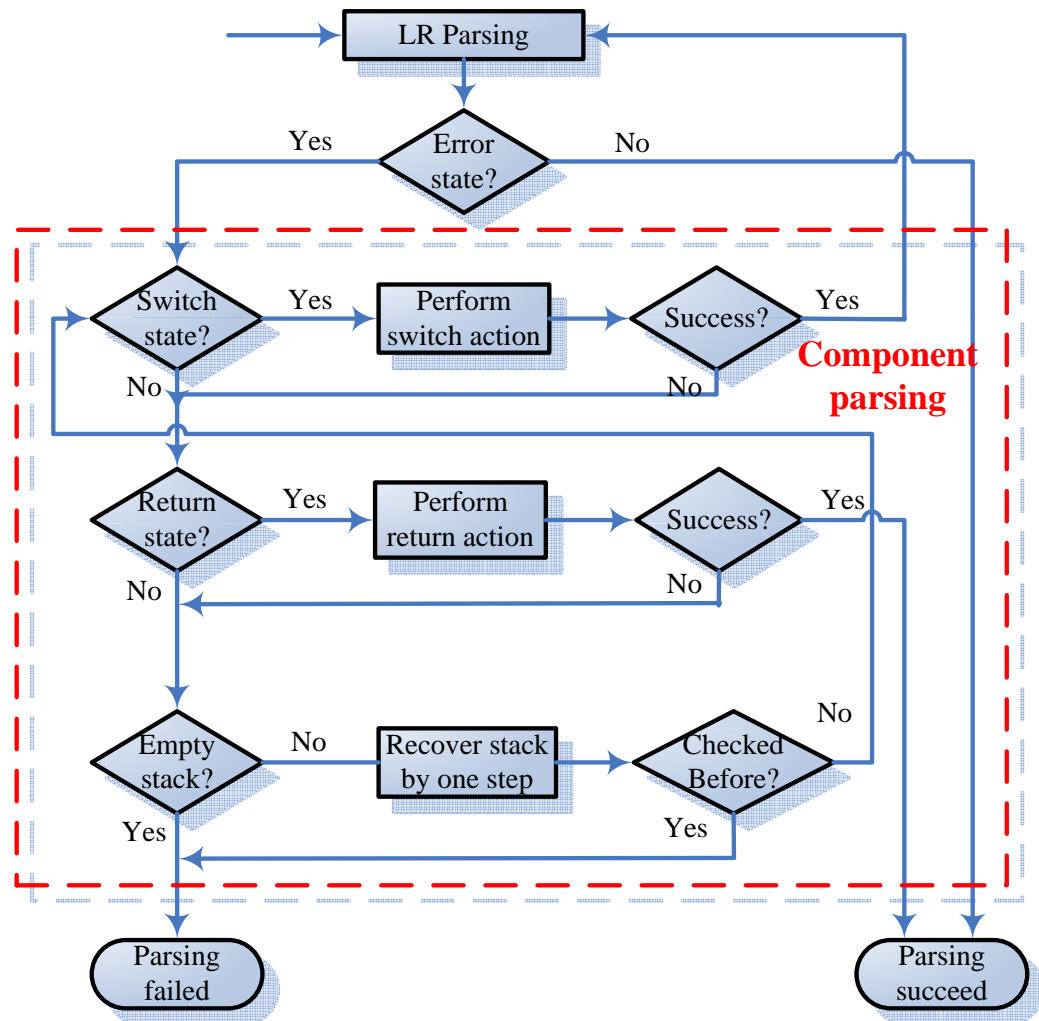 LR Parsing
Yes
Error
state?
No
Switch
state?
Yes
Perform
switch action
Success?
Yes
No
No
Component
parsing
Return
state?
Yes
Perform
return action
Success?
Yes
No
No
Empty
stack?
No
Recover stack
by one step
Checked
Before?
No
Yes
Yes
Parsing
failed
Parsing
succeed